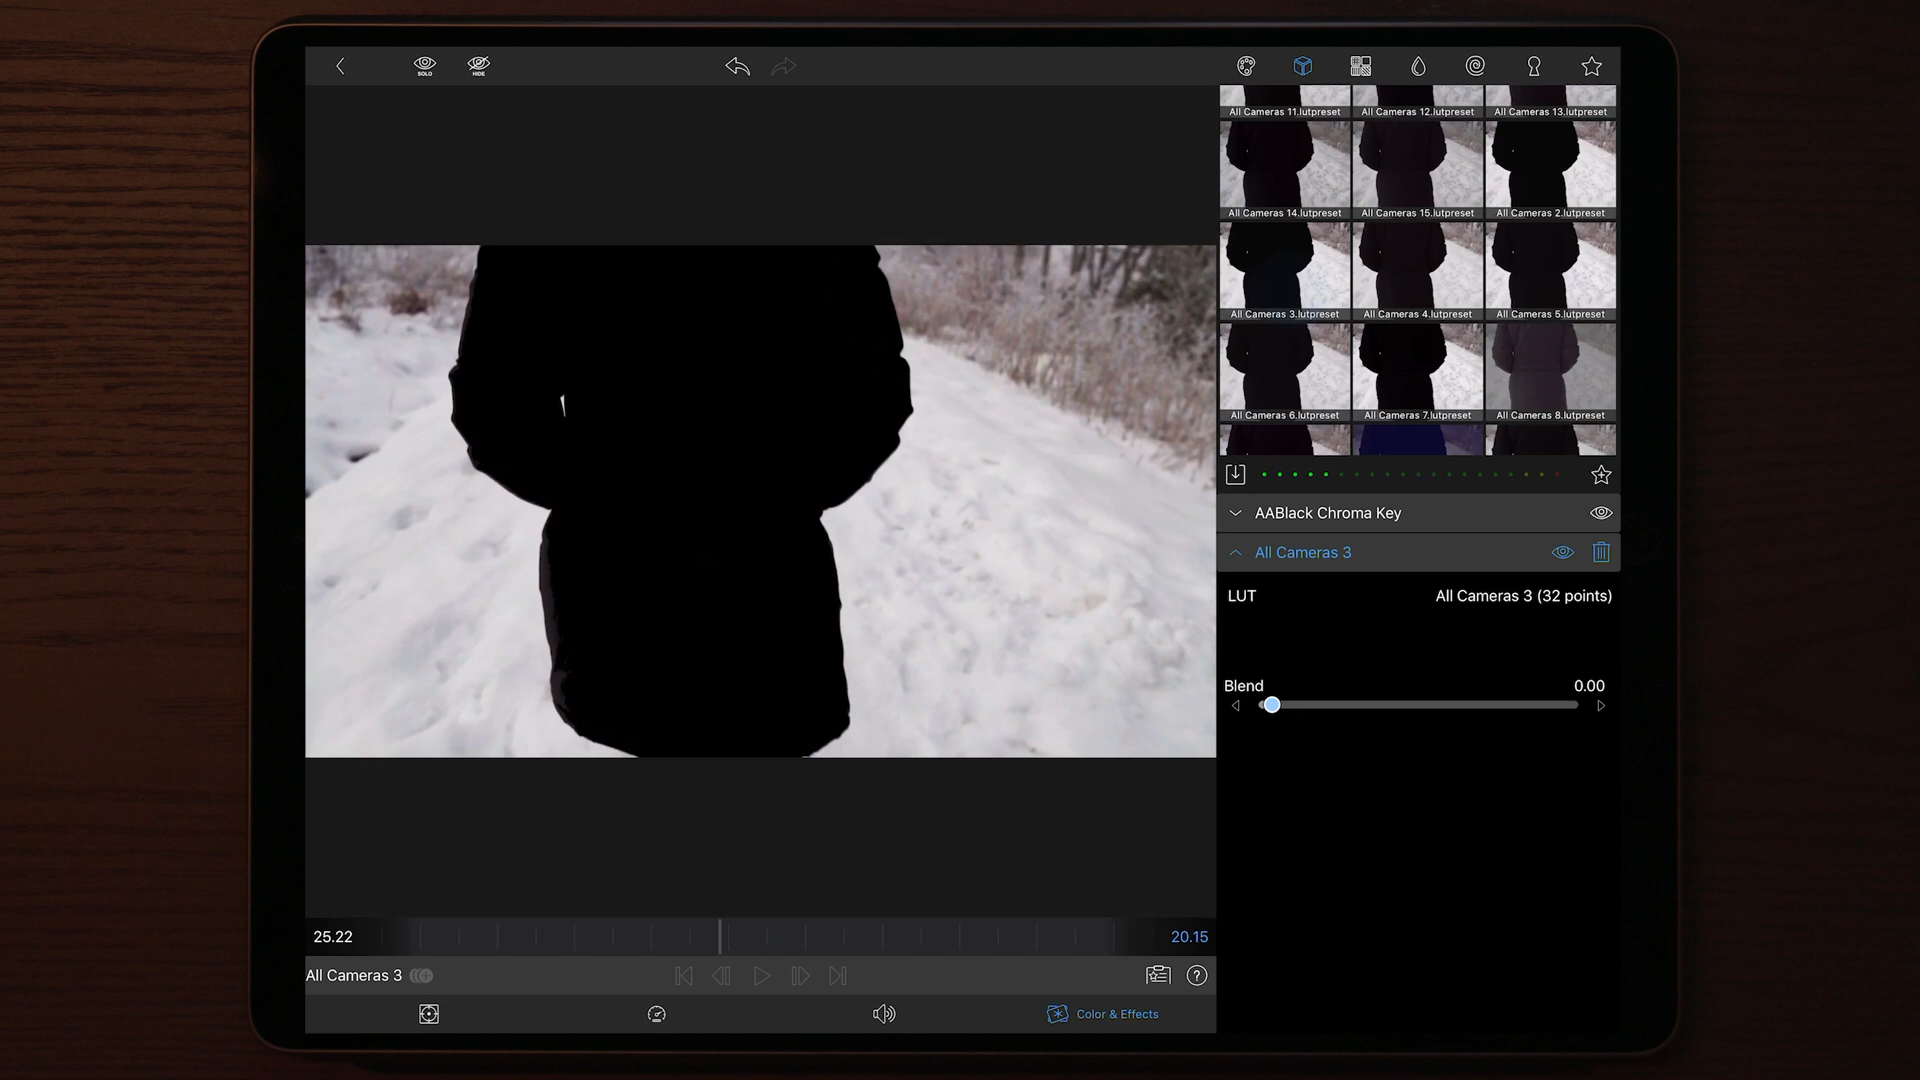 SOLO
HIDE
All Cameras 11.lutpreset
All Cameras 12.lutpreset
All Cameras 13.lutpreset
All Cameras 14.lutpreset
All Cameras 15.lutpreset
All Cameras 2.lutpreset
All Cameras 3.lutpreset
All Cameras 4.lutpreset
All Cameras 5.lutpreset
All Cameras 6.lutpreset
All Cameras 7.lutpreset
All Cameras 8.lutpreset
AABlack Chroma Key
All Cameras 3
LUT
All Cameras 3 (32 points)
Blend
0.00
25.22
20.15
All Cameras 3
Color & Effects